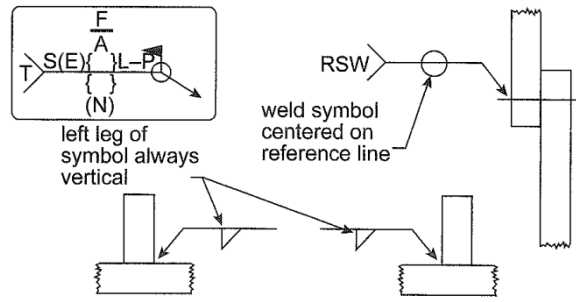 F
A
S(E) { } L–P
T
{ }
(N)
left leg of
symbol always
vertical
RSW
weld symbol
centered on
reference line